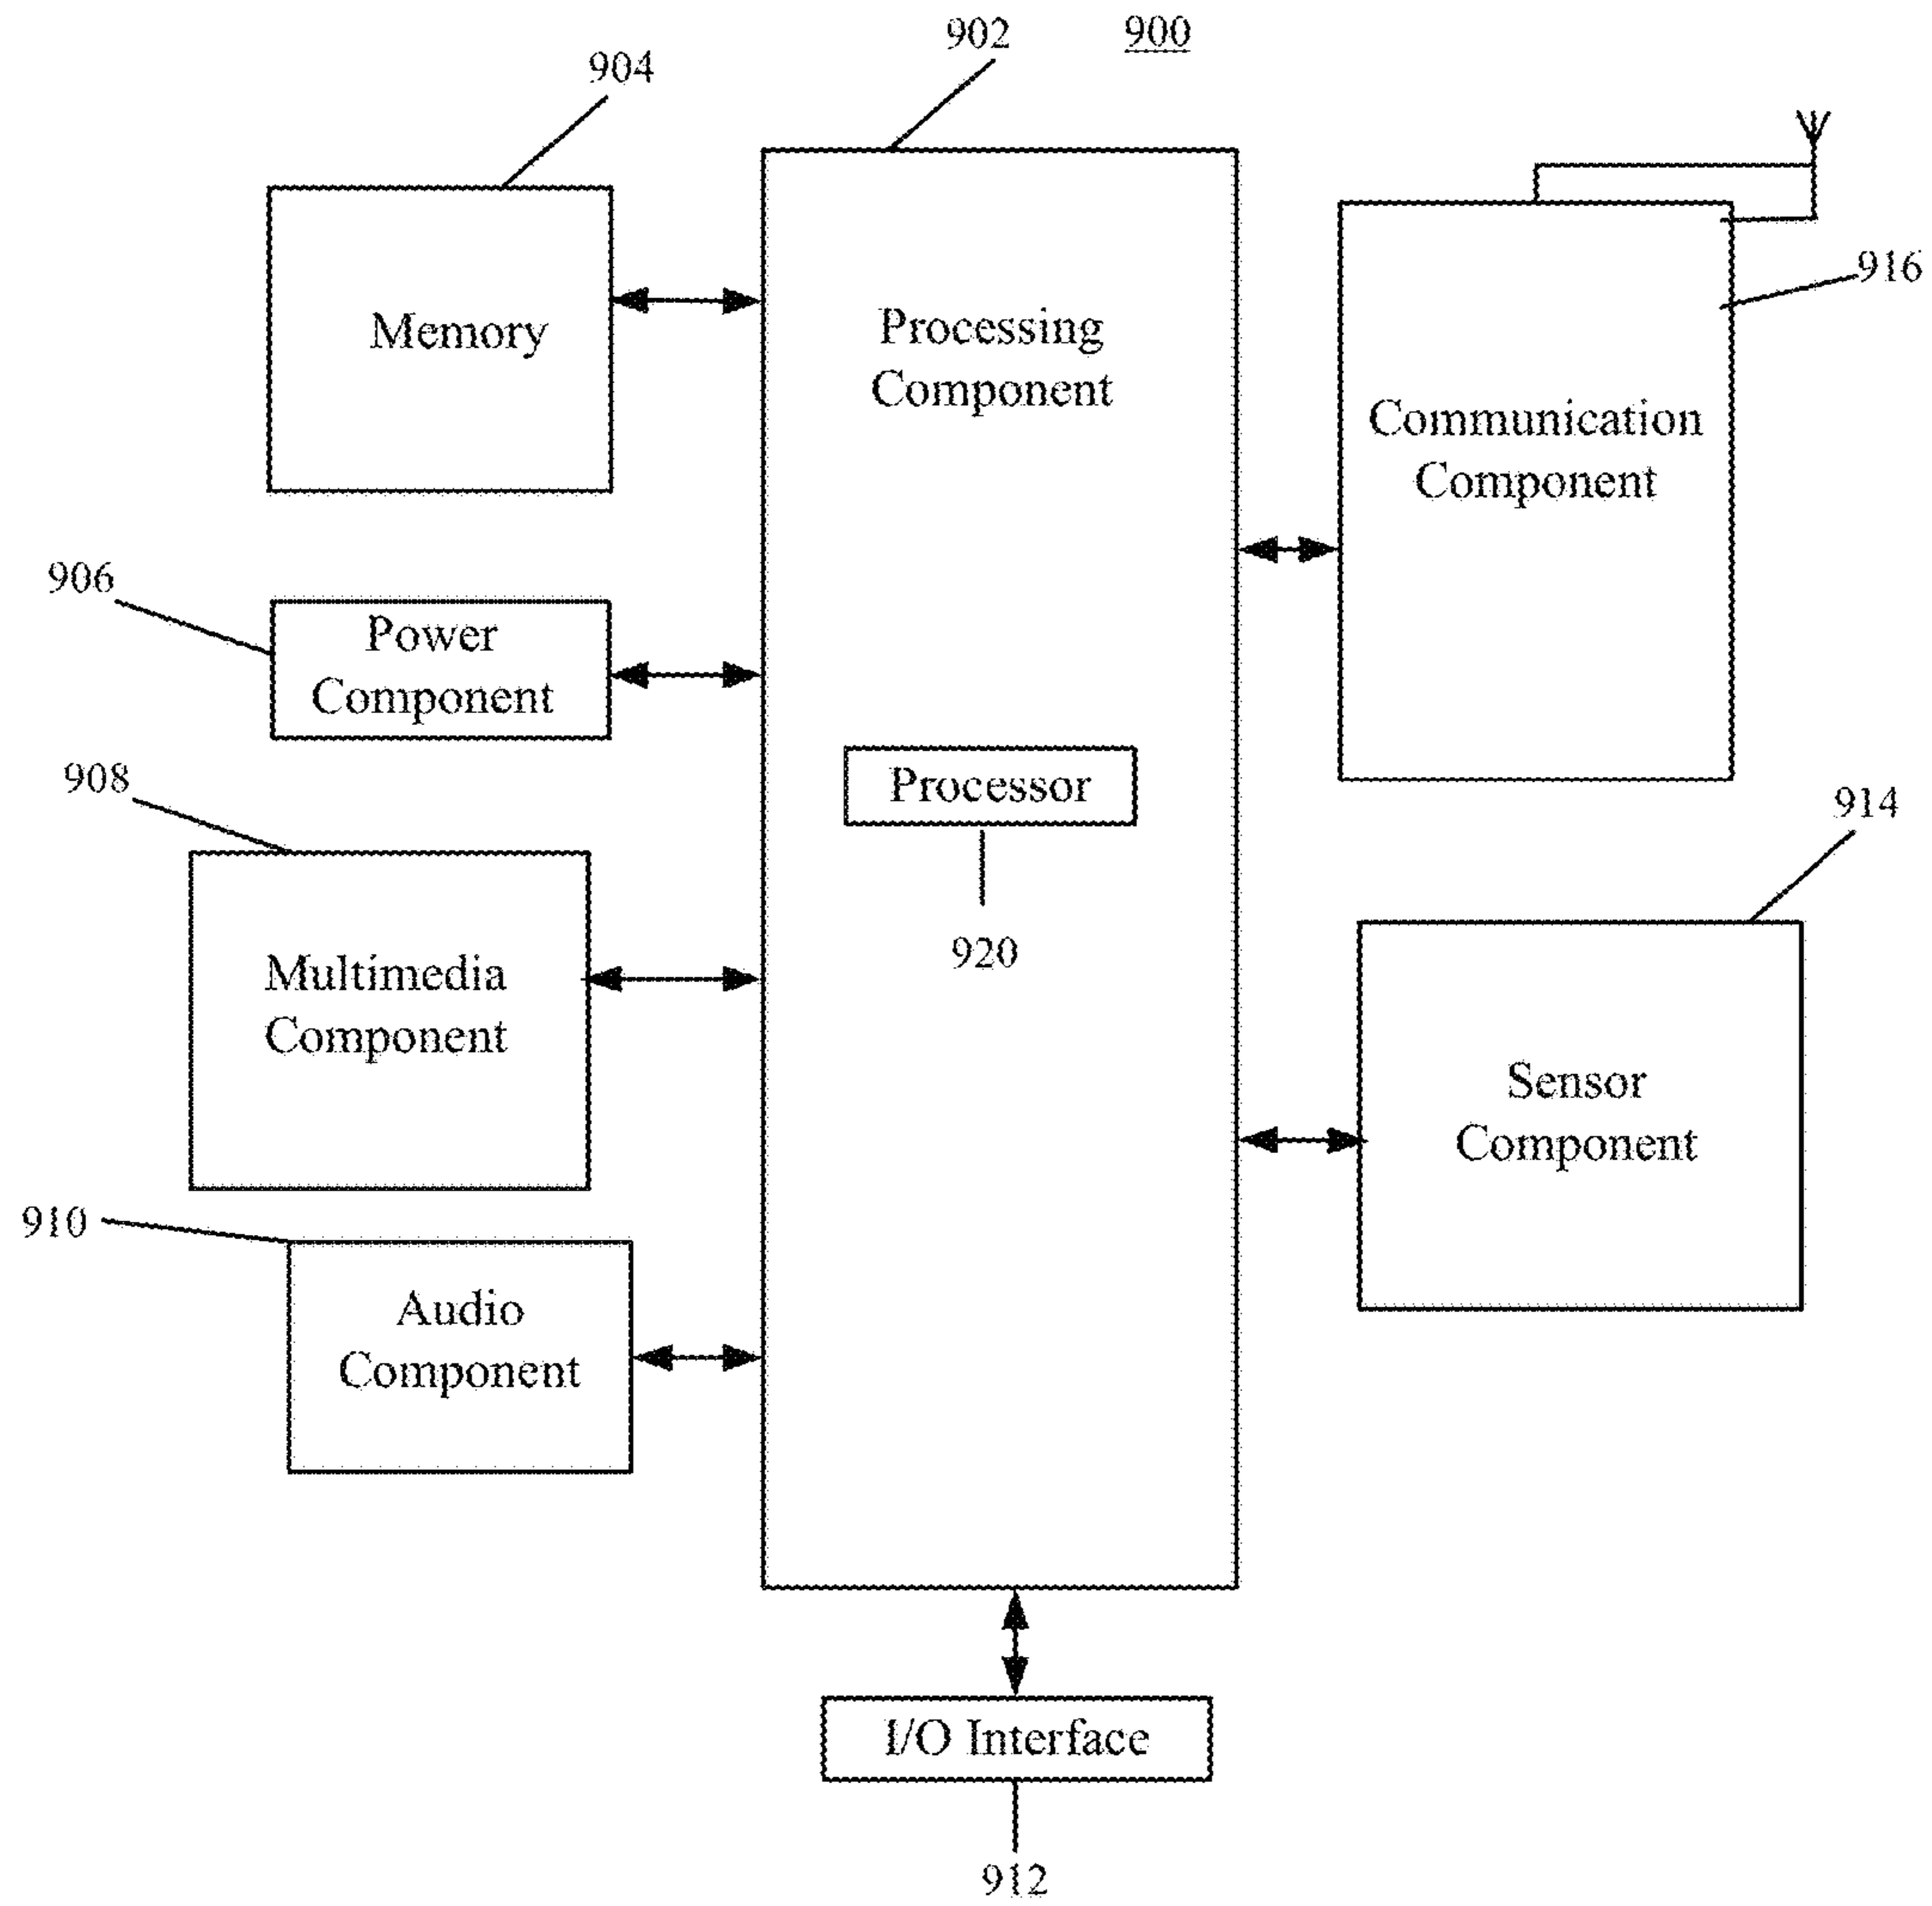 902
900
904
Memory
Processing
Component
916
Communication
Component
906
Power
Component
908
Processor
914
920
Multimedia
Component
Sensor
Component
910
Audio
Component
I/O Interface
912